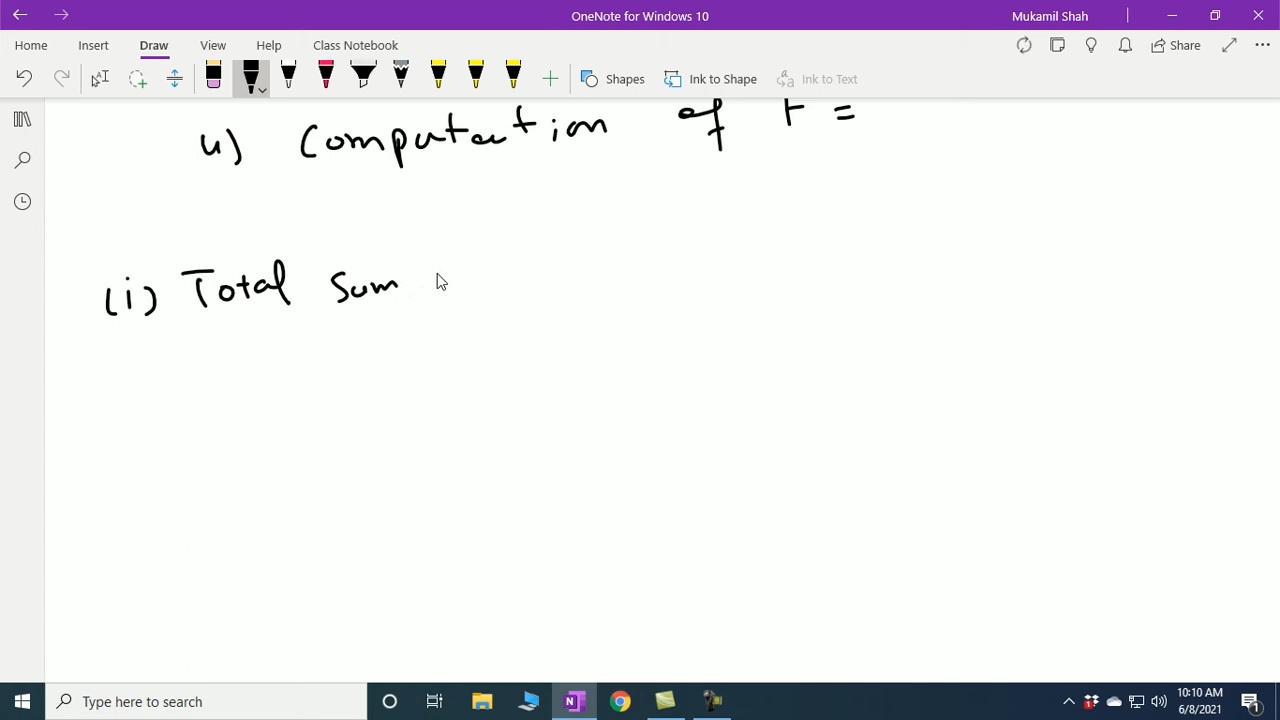 OneNote for Windows 10
Mukamil Shah
Home Insert Draw View Help Class Notebook
Share
Shapes
Ink to Shape
Ink to Text
4) Computation of F =
(i) Total Sum
Type here to search
10:10 AM
6/8/2021